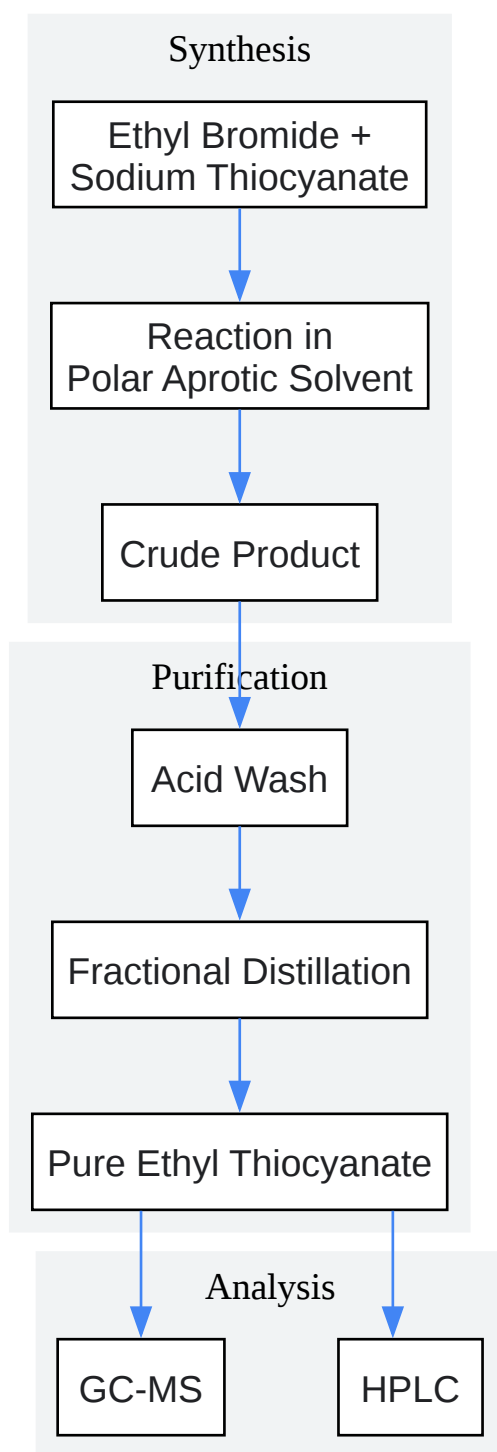 Synthesis
Ethyl Bromide +
Sodium Thiocyanate
Reaction in
Polar Aprotic Solvent
Crude Product
Purification
Acid Wash
Fractional Distillation
Pure Ethyl Thiocyanate
Analysis
GC-MS
HPLC